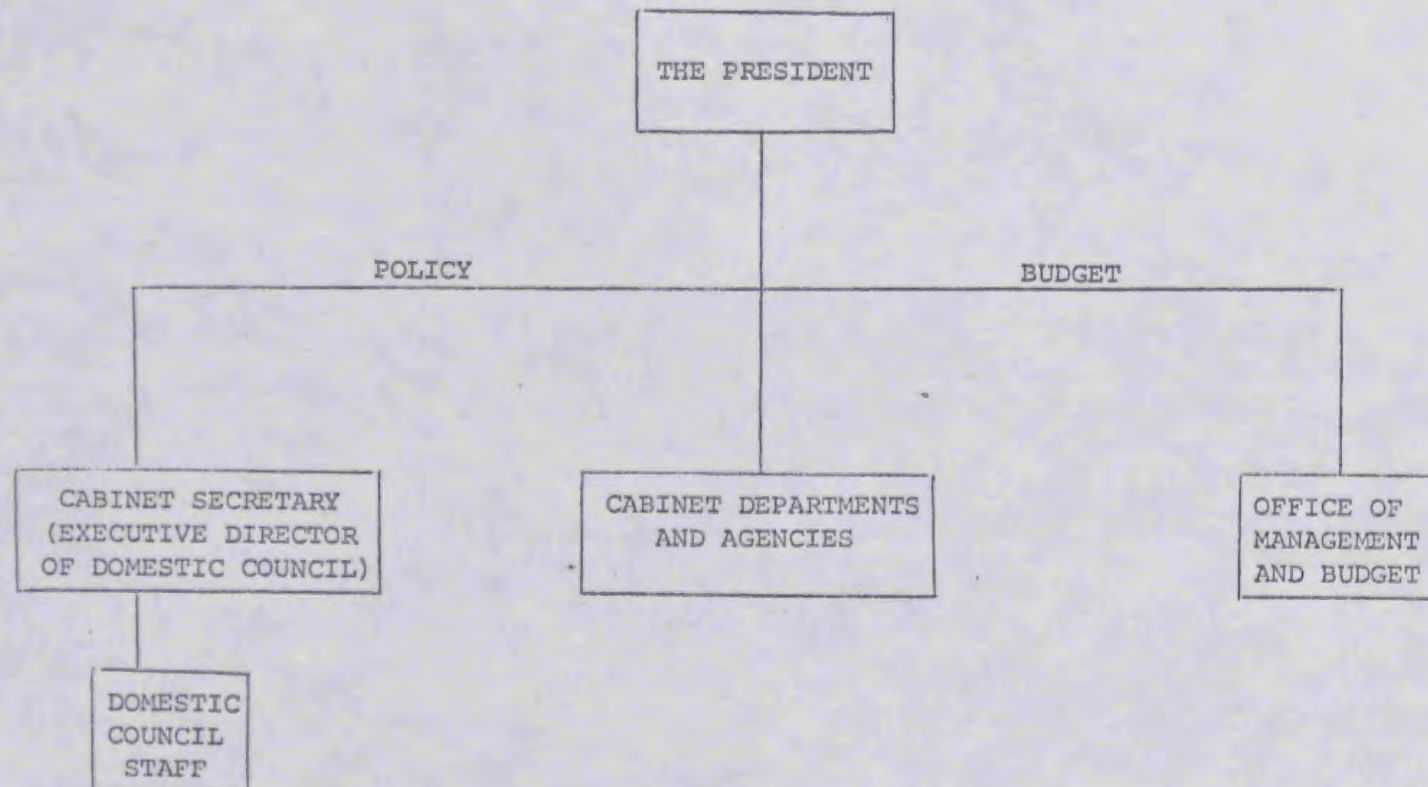 THE PRESIDENT
POLICY
BUDGET
CABINET SECRETARY
(EXECUTIVE DIRECTOR
OF DOMESTIC COUNCIL)
CABINET DEPARTMENTS
AND AGENCIES
OFFICE OF
MANAGEMENT
AND BUDGET
DOMESTIC
COUNCIL
STAFF